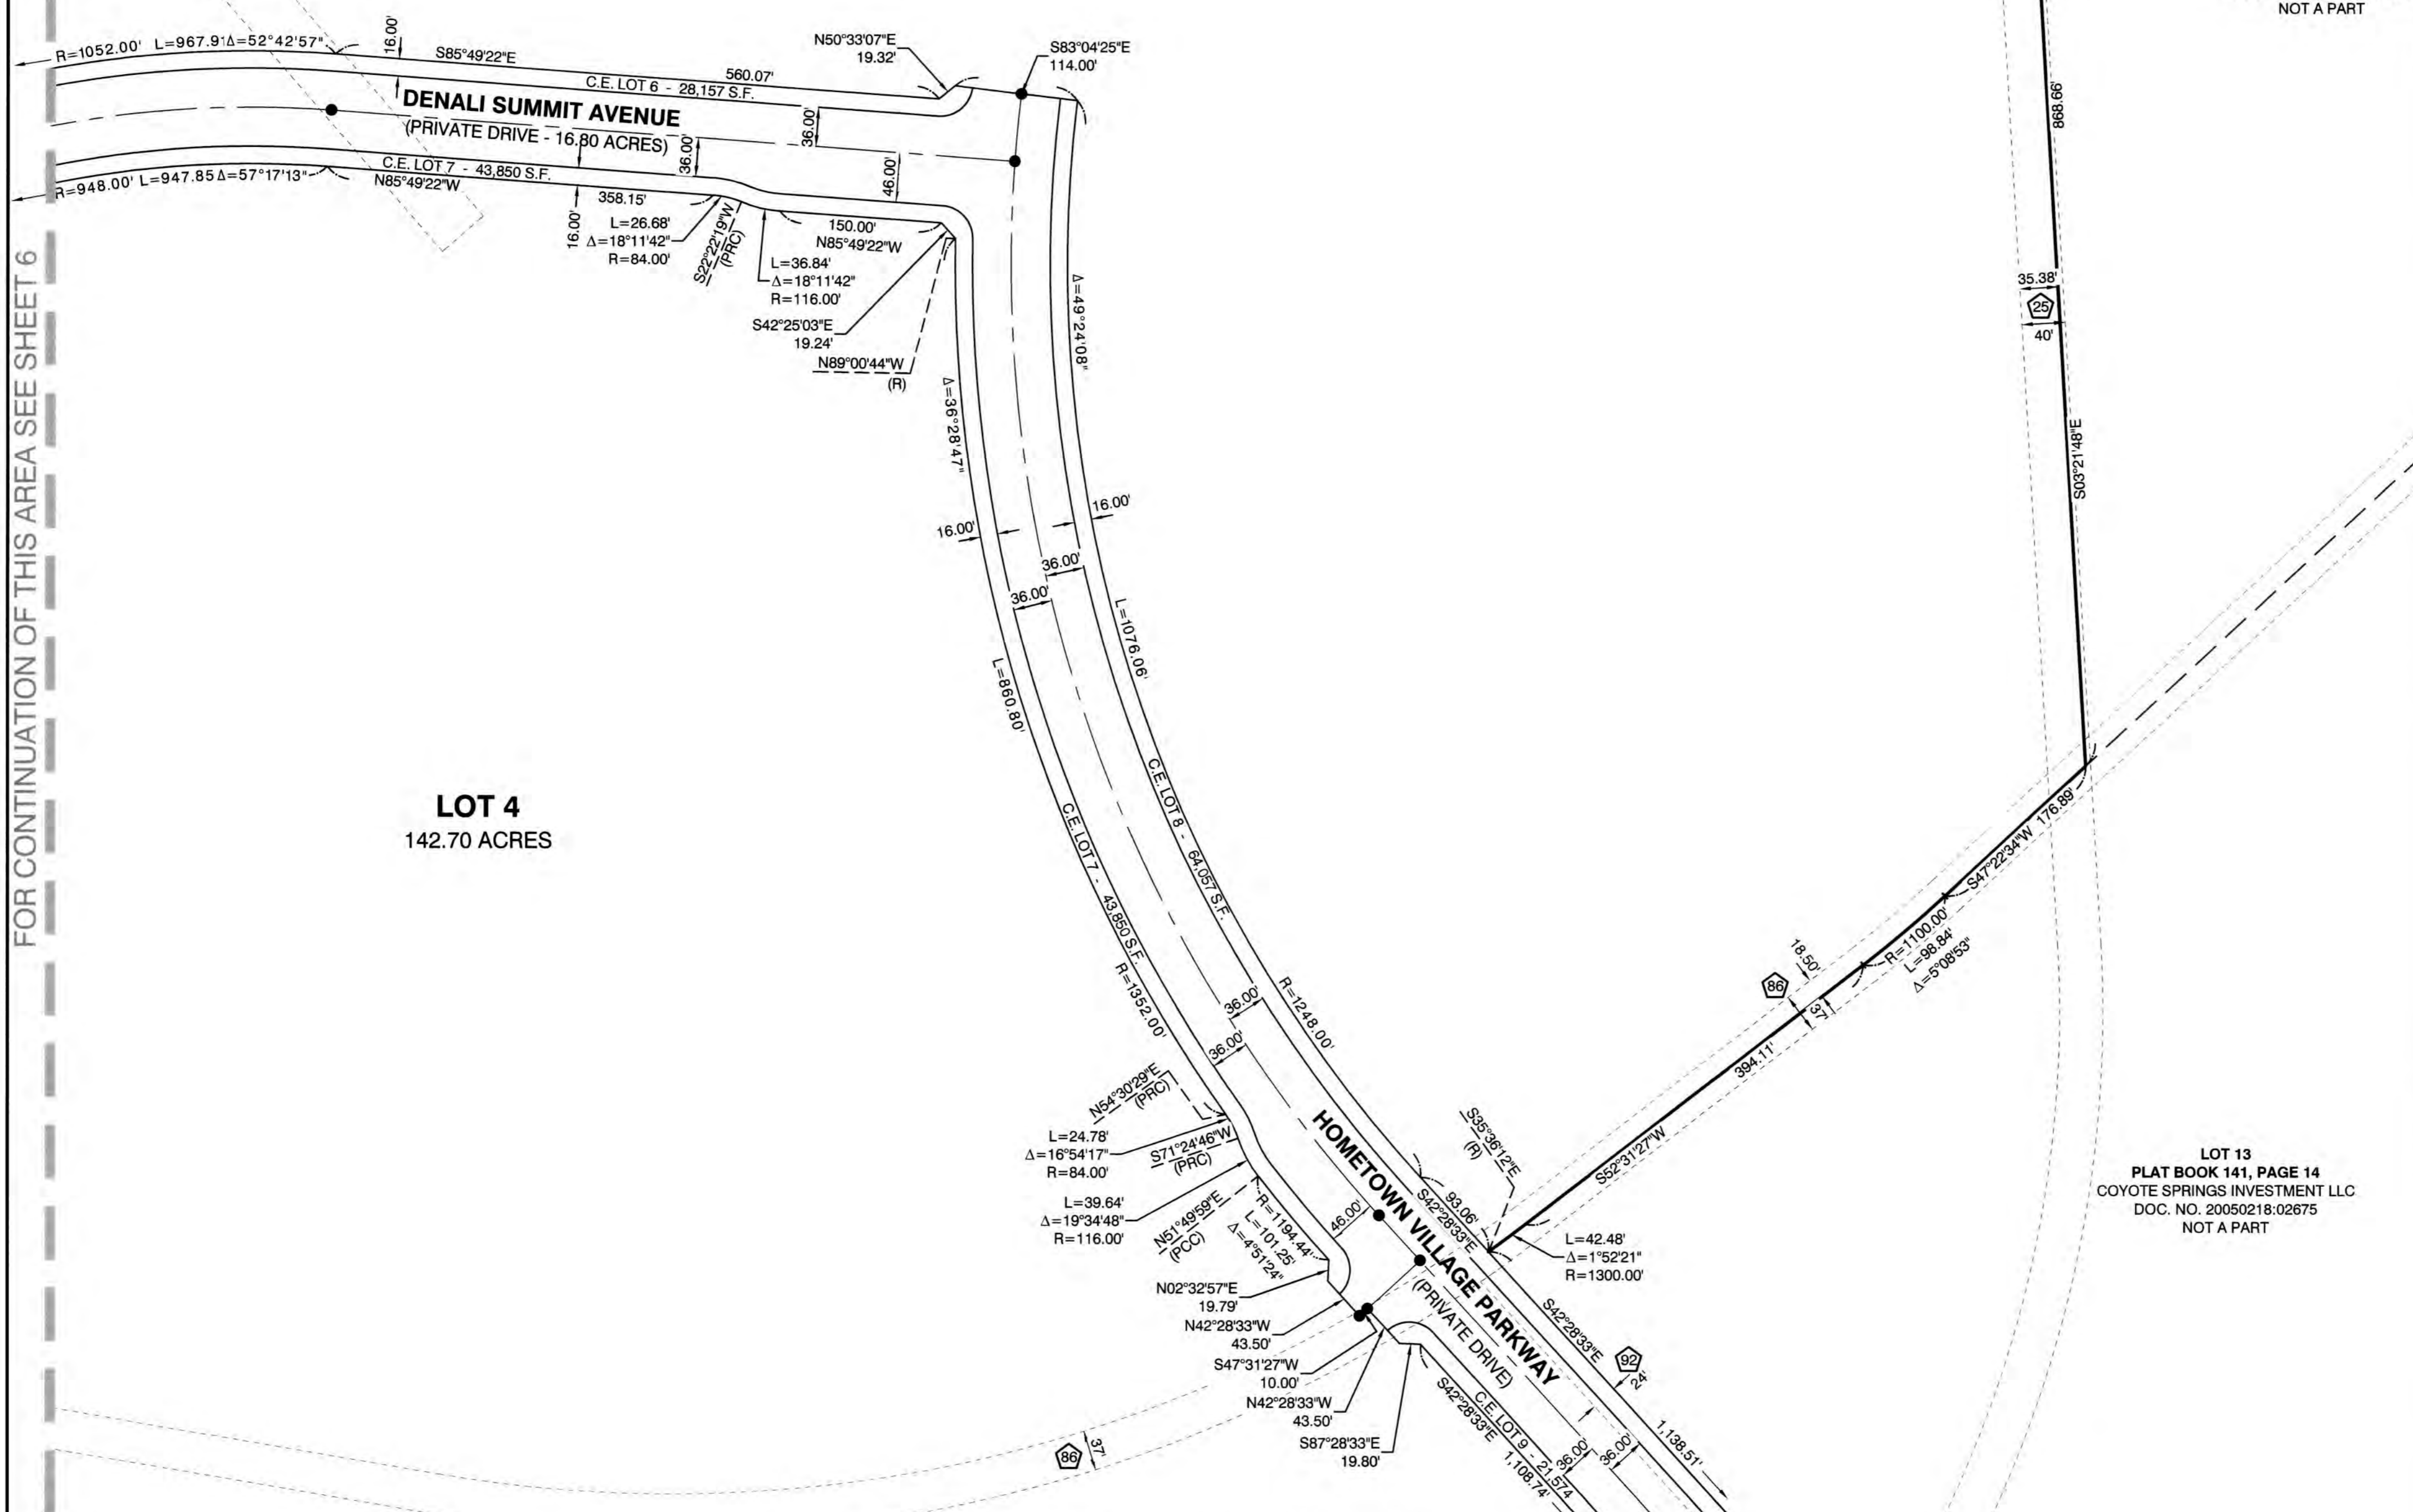 NOT A PART
R=1052.00' L=967.91 Δ=52°42'57"
16.00'
S85°49'22"E
560.07'
C.E. LOT 6 - 28,157 S.F.
N50°33'07"E
19.32'
S83°04'25"E
114.00'
DENALI SUMMIT AVENUE
(PRIVATE DRIVE - 16.80 ACRES)
36.00'
36.00'
46.00'
C.E. LOT 7 - 43,850 S.F.
R=948.00' L=947.85 Δ=57°17'13"
N85°49'22"W
358.15'
16.00'
L=26.68'
Δ=18°11'42"
R=84.00'
S22°22'19"W
(PRC)
150.00'
N85°49'22"W
L=36.84'
Δ=18°11'42"
R=116.00'
S42°25'03"E
19.24'
N89°00'44"W
(R)
Δ=49°24'08"
Δ=36°28'47"
868.66'
35.38'
25
40'
S03°21'48"E
FOR CONTINUATION OF THIS AREA SEE SHEET 6
16.00'
16.00'
36.00'
36.00'
L=1076.06'
L=860.80'
C.E. LOT 8 - 64,057 S.F.
C.E. LOT 7 - 43,850 S.F.
LOT 4
142.70 ACRES
R=1352.00'
R=1248.00'
36.00'
36.00'
S47°22'34"W 176.89'
R=1100.00'
L=98.84'
Δ=5°08'53"
18.50'
86
37'
394.11'
S52°31'27"W
N54°30'29"E
(PRC)
L=24.78'
Δ=16°54'17"
R=84.00'
S71°24'46"W
(PRC)
L=39.64'
Δ=19°34'48"
R=116.00'
N51°49'59"E
(PCC)
R=1194.44'
L=101.25'
Δ=4°51'24"
46.00'
HOMETOWN VILLAGE PARKWAY
(PRIVATE DRIVE)
S35°36'12"E
(R)
93.06'
S42°28'33"E
L=42.48'
Δ=1°52'21"
R=1300.00'
LOT 13
PLAT BOOK 141, PAGE 14
COYOTE SPRINGS INVESTMENT LLC
DOC. NO. 20050218:02675
NOT A PART
N02°32'57"E
19.79'
N42°28'33"W
43.50'
S47°31'27"W
10.00'
N42°28'33"W
43.50'
S87°28'33"E
19.80'
S42°28'33"E
92
24'
1,138.51'
S42°28'33"E
1,108.74'
C.E. LOT 9 - 21,574
36.00'
36.00'
86
37'